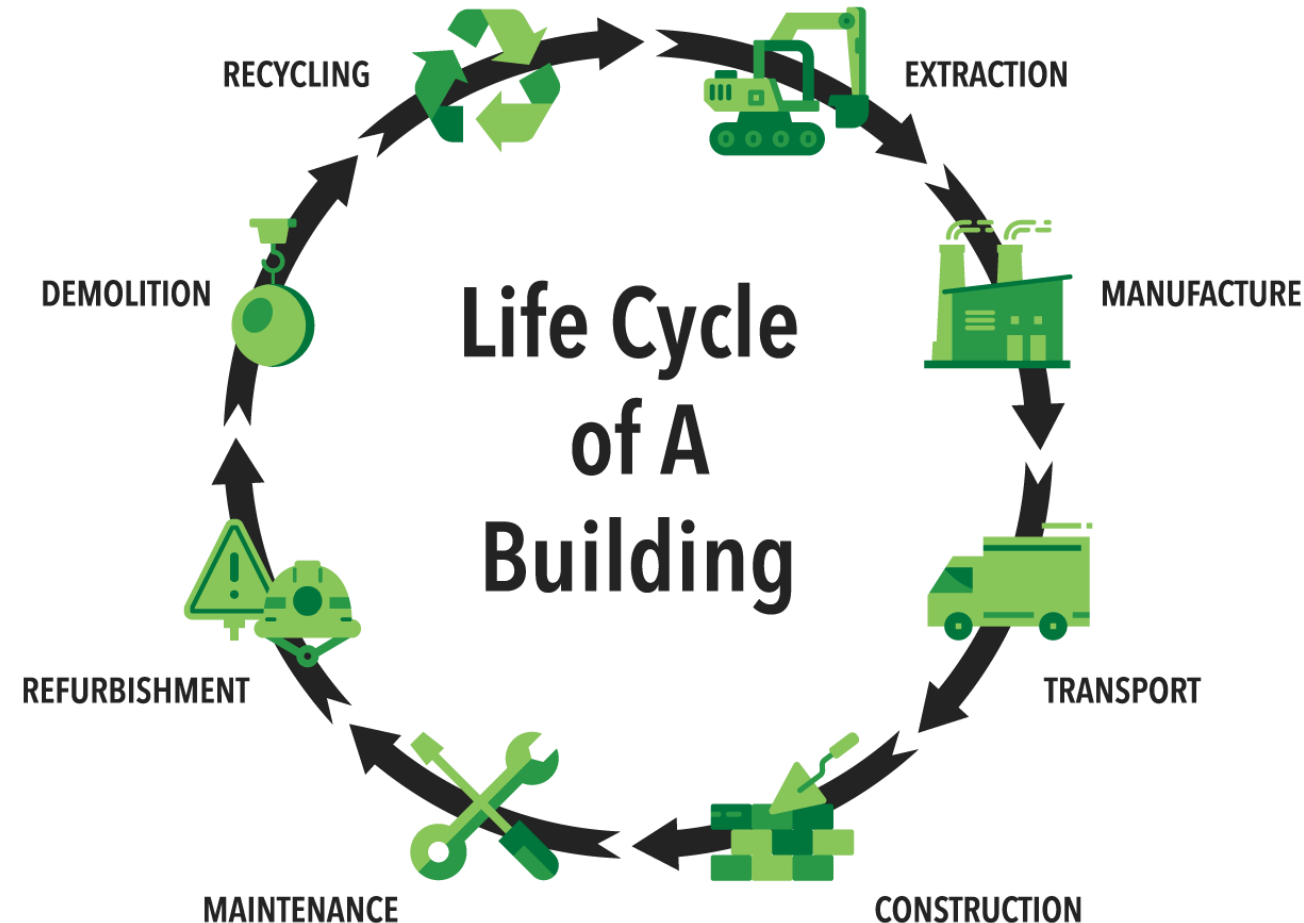 RECYCLING
EXTRACTION
DEMOLITION
MANUFACTURE
Life Cycle
of A
Building
REFURBISHMENT
TRANSPORT
MAINTENANCE
CONSTRUCTION